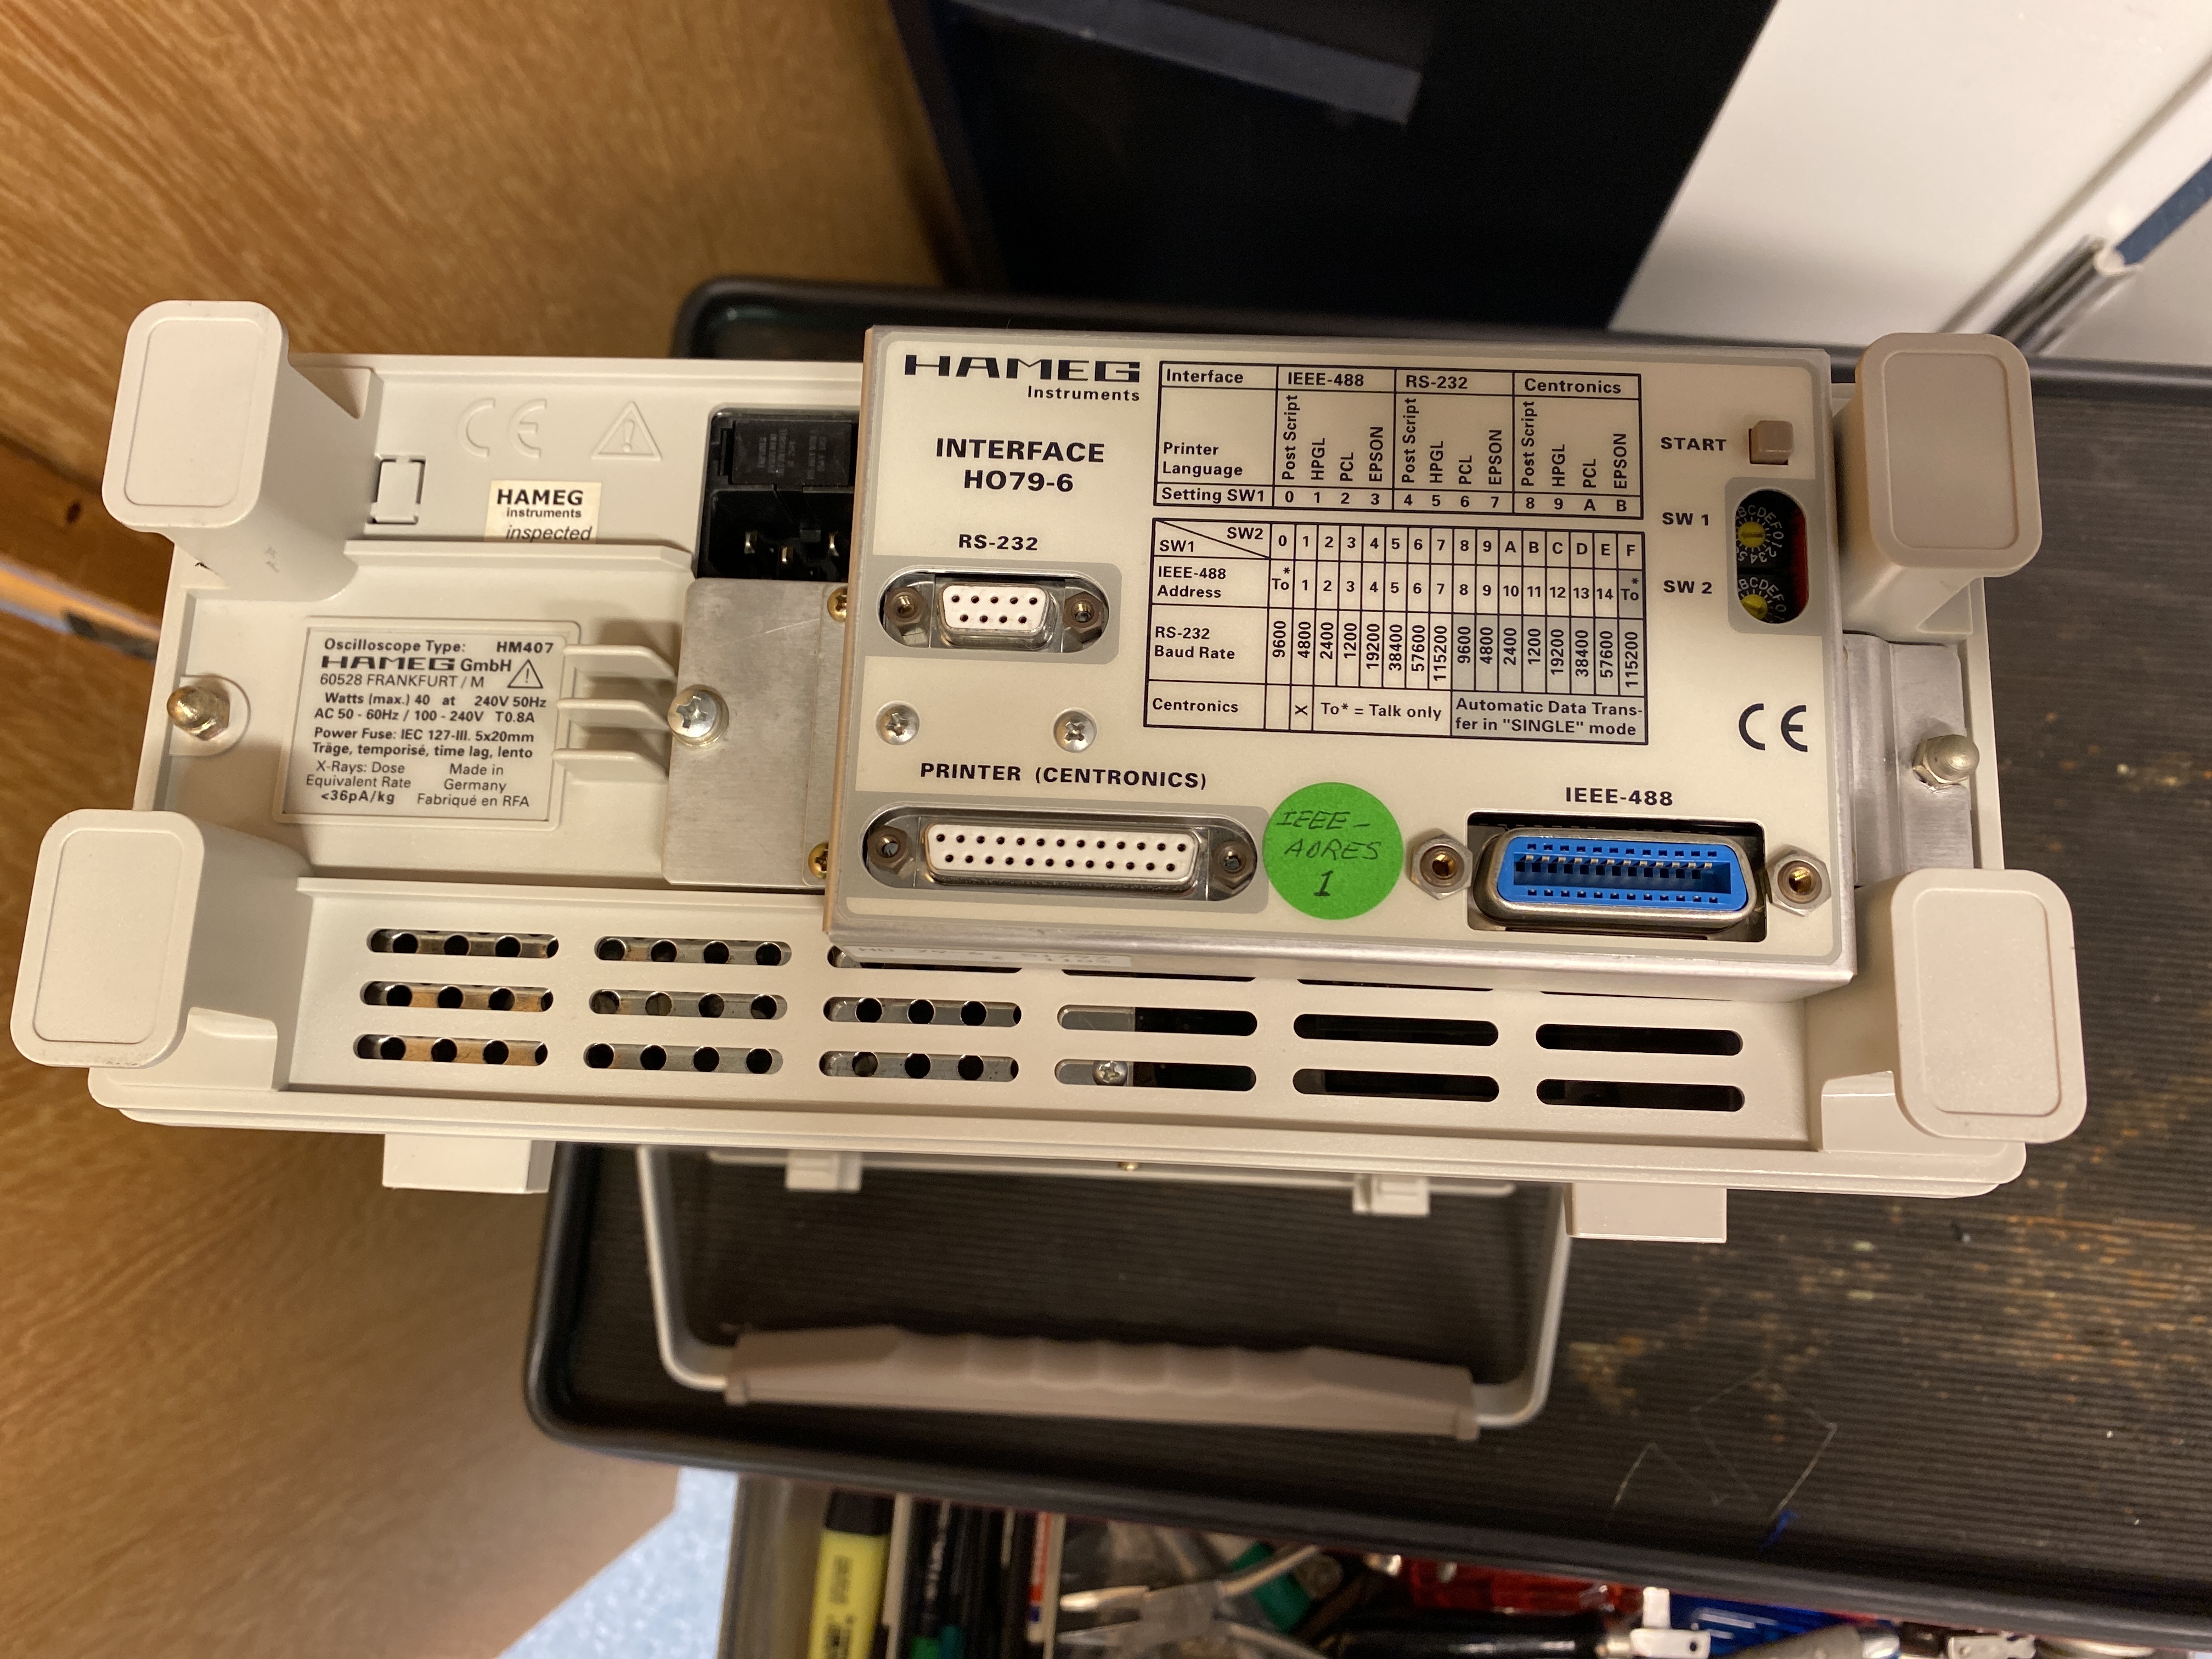 Oscilloscope Type: HM407
HAMEG GmbH
60528 FRANKFURT / M
Watts (max.) 40 at 240V 50Hz
AC 50 - 60Hz / 100 - 240V T0.8A
Power Fuse: IEC 127-III. 5x20mm
Träge, temporisé, time lag, lento
X-Rays: Dose Made in
Equivalent Rate Germany
<36pA/kg Fabriqué en RFA
CE
HAMEG
instruments
inspected
HAMEG
Instruments
INTERFACE
HO79-6
RS-232
PRINTER (CENTRONICS)
Interface IEEE-488 RS-232 Centronics
Printer Language Post Script HPGL PCL EPSON Post Script HPGL PCL EPSON Post Script HPGL PCL EPSON
Setting SW1 0 1 2 3 4 5 6 7 8 9 A B
SW1 SW2 0 1 2 3 4 5 6 7 8 9 A B C D E F
IEEE-488 Address To* 1 2 3 4 5 6 7 8 9 10 11 12 13 14 To*
RS-232 Baud Rate 9600 4800 2400 1200 19200 38400 57600 115200 9600 4800 2400 1200 19200 38400 57600 115200
Centronics X To* = Talk only Automatic Data Trans-
fer in "SINGLE" mode
START
SW 1
SW 2
IEEE-
ADRES
1
IEEE-488
CE